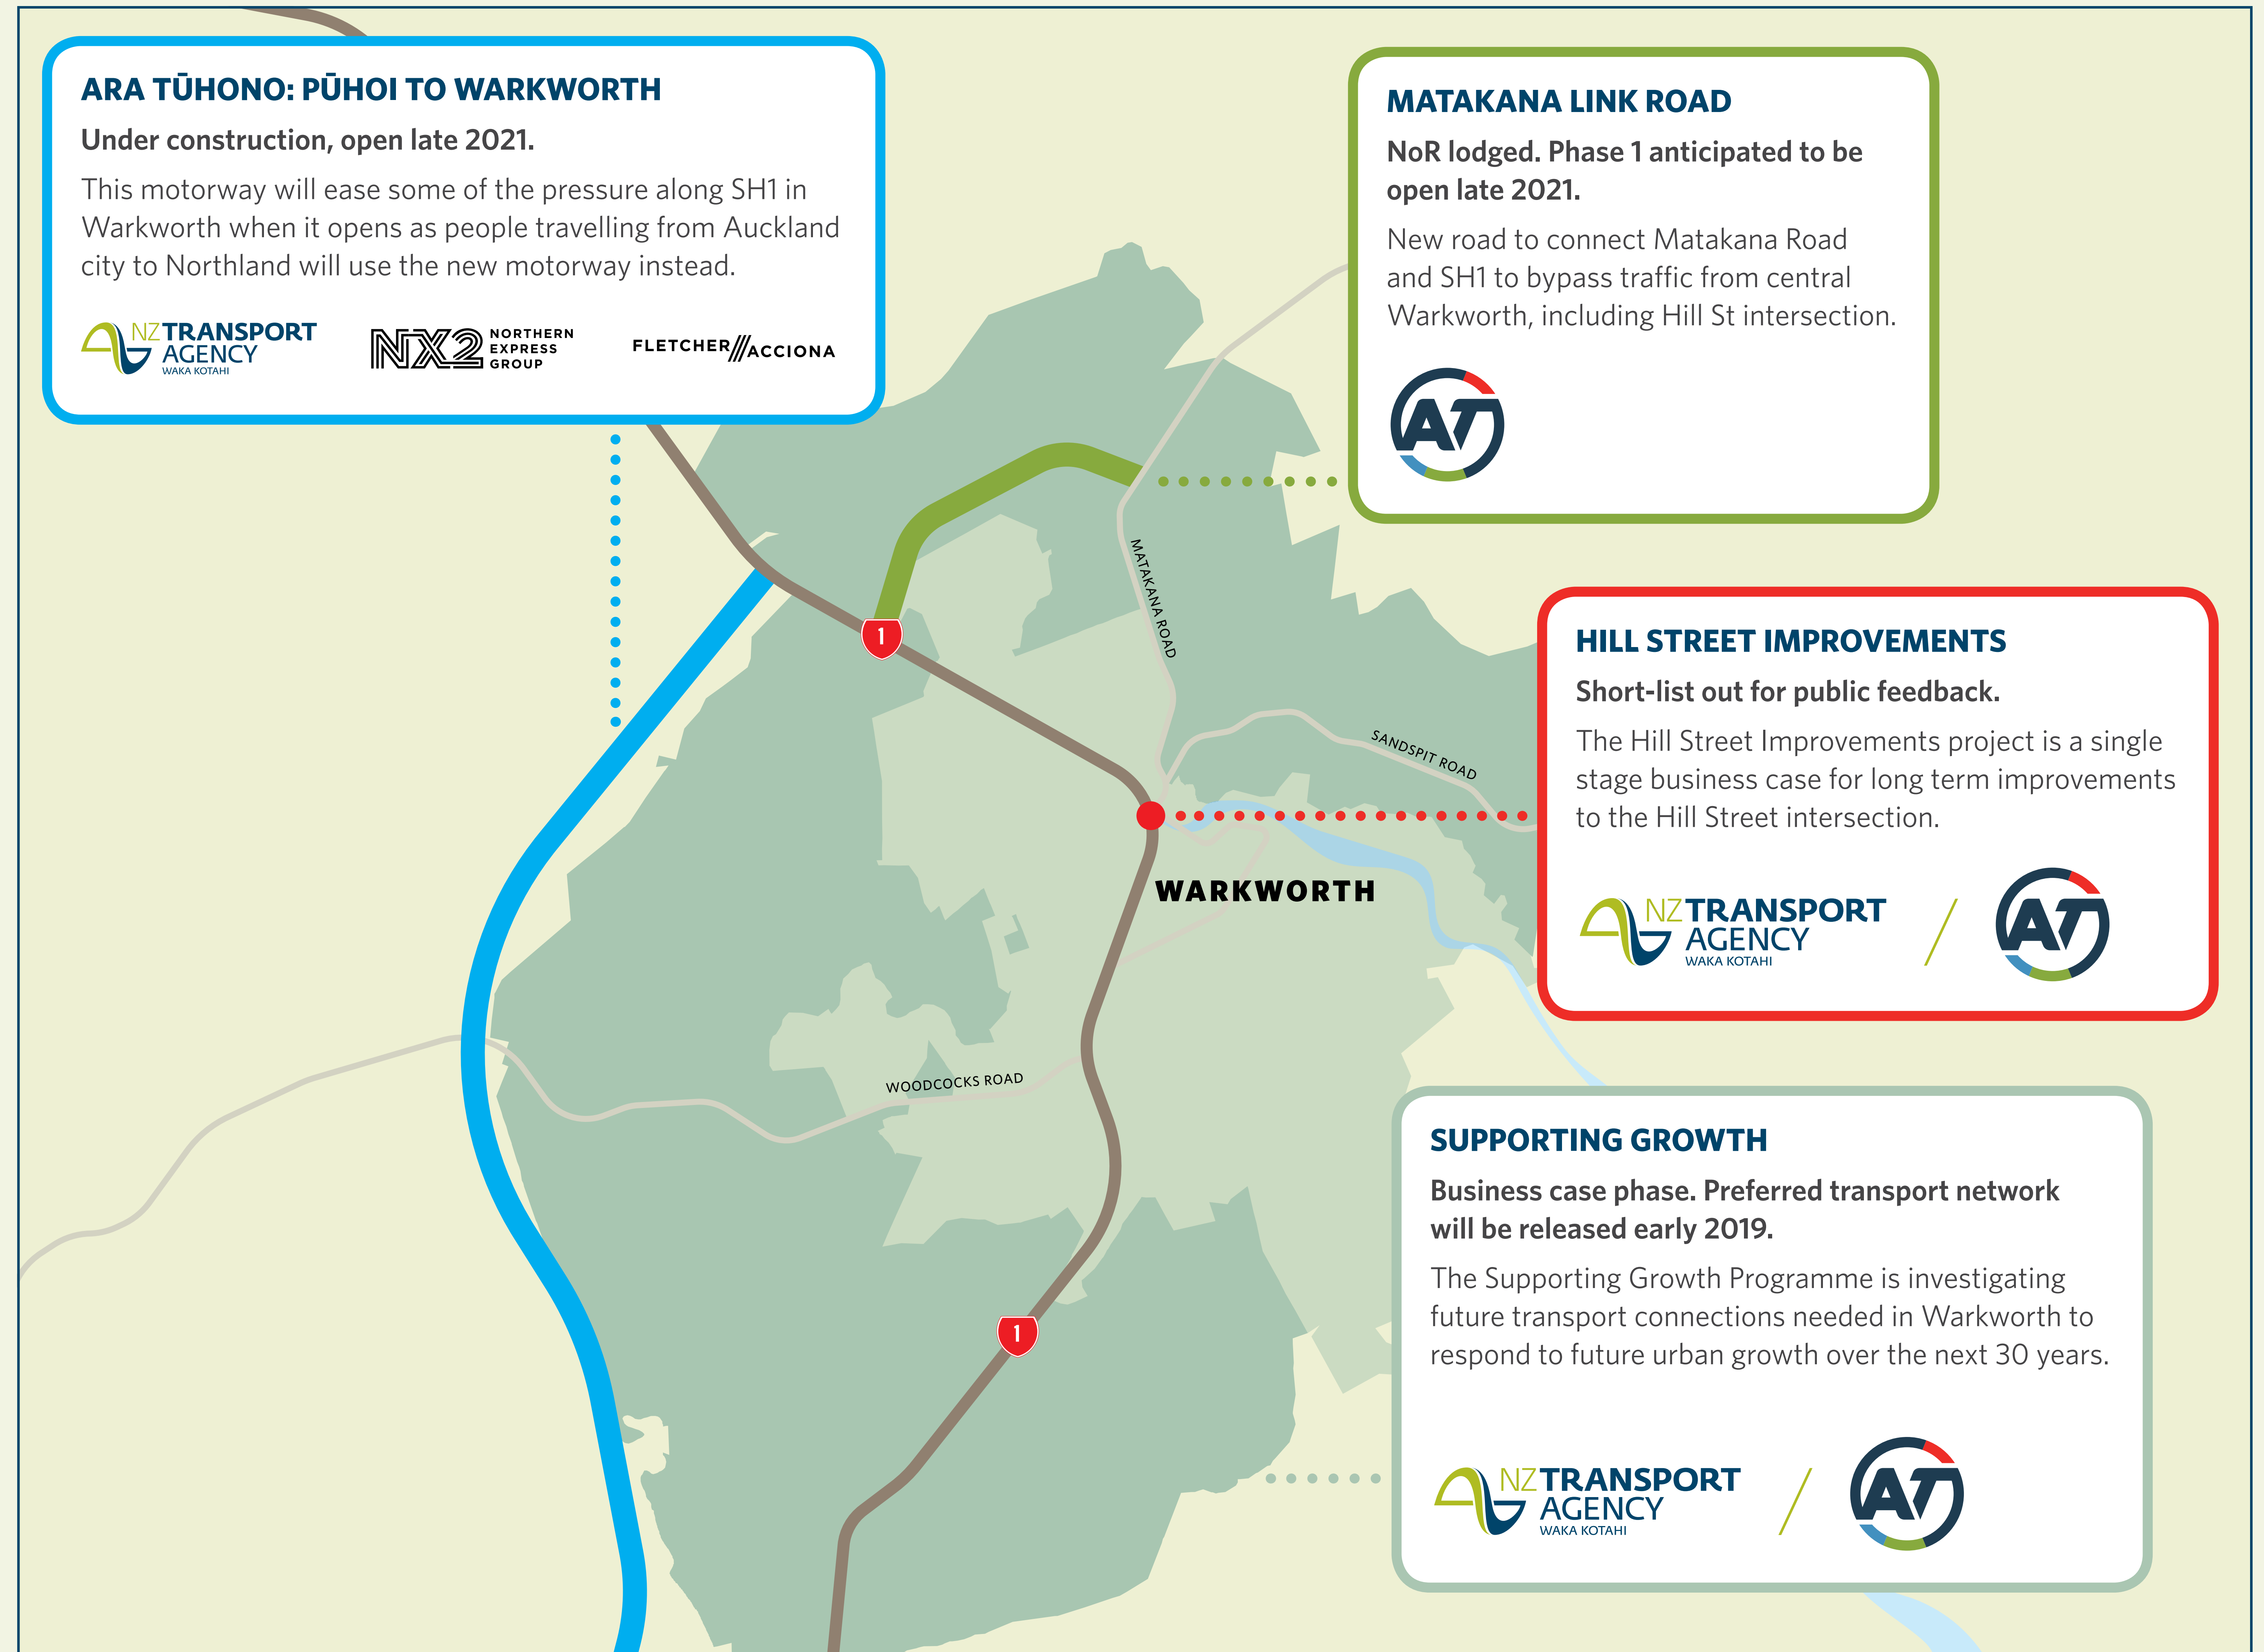 ARA TŪHONO: PŪHOI TO WARKWORTH
Under construction, open late 2021.
This motorway will ease some of the pressure along SH1 in
Warkworth when it opens as people travelling from Auckland
city to Northland will use the new motorway instead.
NZ TRANSPORT
AGENCY
WAKA KOTAHI
NX2 NORTHERN
EXPRESS
GROUP
FLETCHER//ACCIONA
MATAKANA LINK ROAD
NoR lodged. Phase 1 anticipated to be
open late 2021.
New road to connect Matakana Road
and SH1 to bypass traffic from central
Warkworth, including Hill St intersection.
AT
1
MATAKANA ROAD
SANDSPIT ROAD
HILL STREET IMPROVEMENTS
Short-list out for public feedback.
The Hill Street Improvements project is a single
stage business case for long term improvements
to the Hill Street intersection.
NZ TRANSPORT
AGENCY
WAKA KOTAHI
/
AT
WARKWORTH
WOODCOCKS ROAD
1
SUPPORTING GROWTH
Business case phase. Preferred transport network
will be released early 2019.
The Supporting Growth Programme is investigating
future transport connections needed in Warkworth to
respond to future urban growth over the next 30 years.
NZ TRANSPORT
AGENCY
WAKA KOTAHI
/
AT